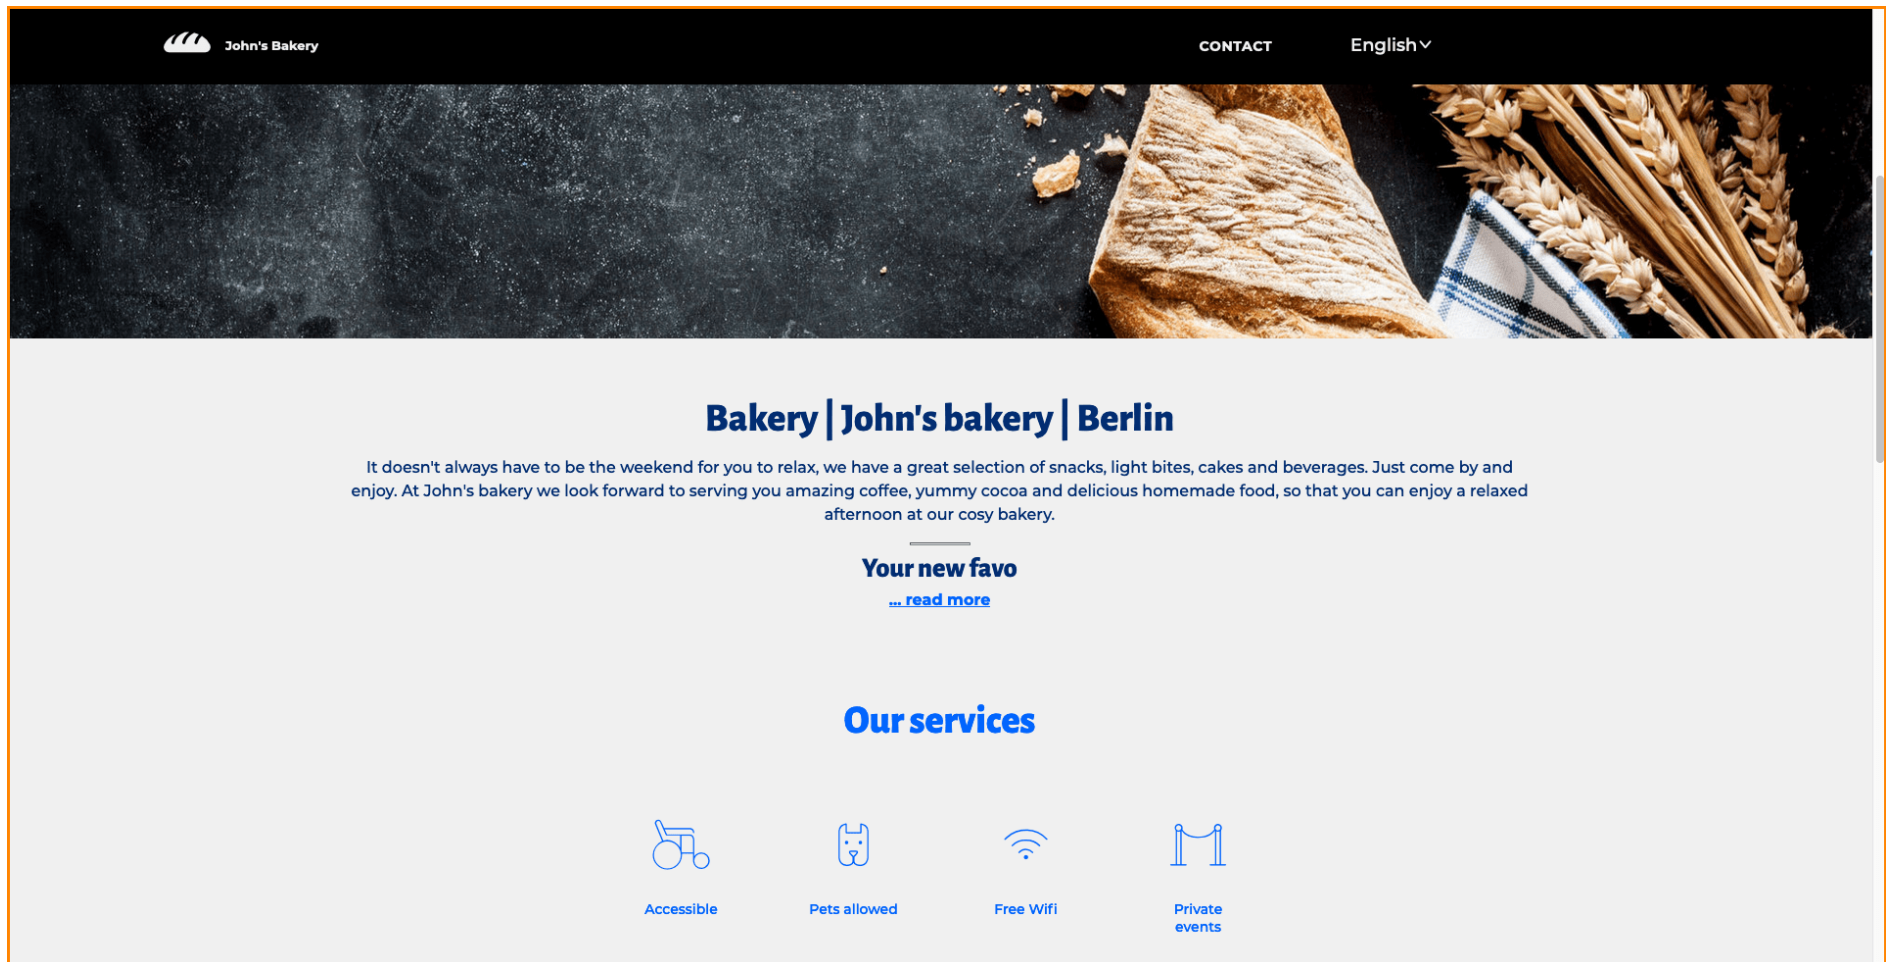 John's Bakery
CONTACT
English
Bakery | John's bakery | Berlin
It doesn't always have to be the weekend for you to relax, we have a great selection of snacks, light bites, cakes and beverages. Just come by and
enjoy. At John's bakery we look forward to serving you amazing coffee, yummy cocoa and delicious homemade food, so that you can enjoy a relaxed
afternoon at our cosy bakery.
Your new favo
... read more
Our services
Accessible
Pets allowed
Free Wifi
Private
events